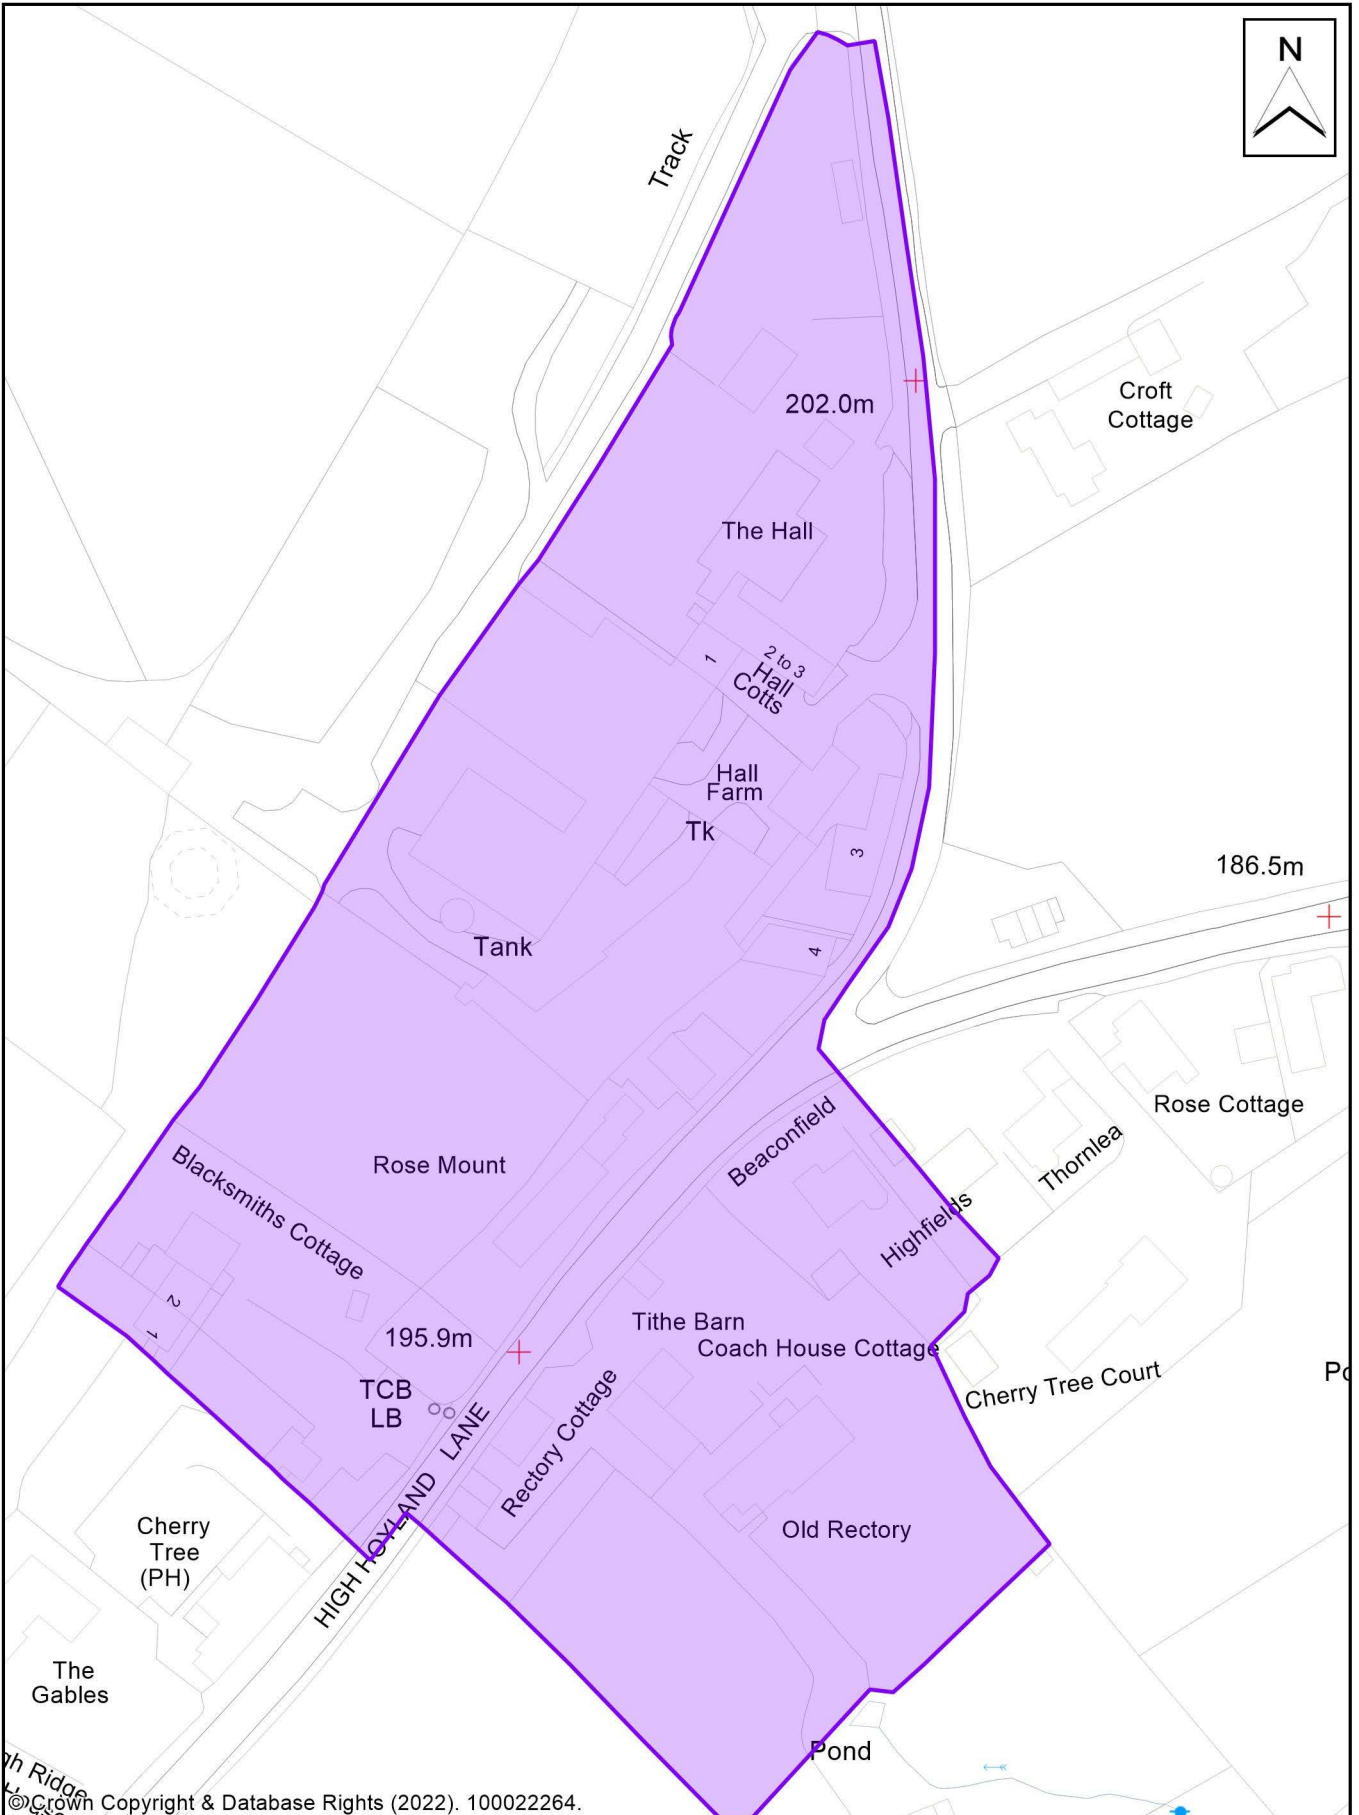 N
Track
Croft
Cottage
202.0m
The Hall
1
2 to 3
Hall
Cotts
Hall
Farm
Tk
3
186.5m
4
Tank
Rose Cottage
Beaconfield
Thornlea
Rose Mount
Blacksmiths Cottage
Highfields
2
1
195.9m
Tithe Barn
Coach House Cottage
TCB
LB
Cherry Tree Court
Rectory Cottage
HIGH HOYLAND LANE
Old Rectory
Cherry
Tree
(PH)
The
Gables
Pond
gh Ridge
©Crown Copyright & Database Rights (2022). 100022264.